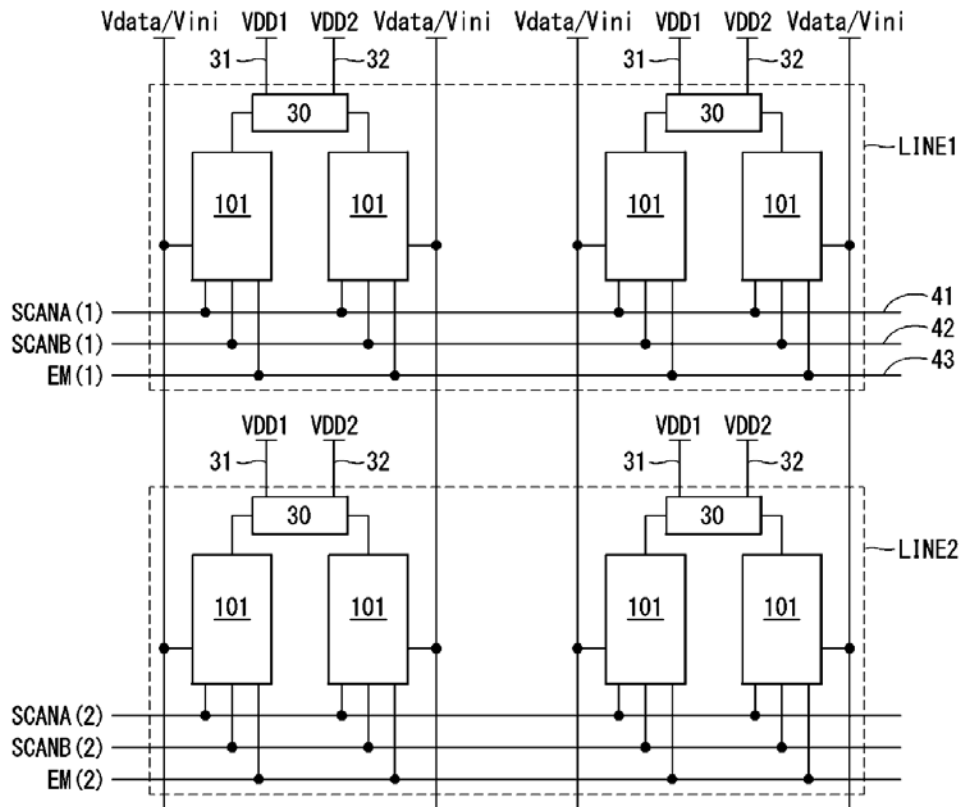 Vdata/Vini VDD1 VDD2 Vdata/Vini Vdata/Vini VDD1 VDD2 Vdata/Vini
31 32 31 32
30 30
LINE1
101 101 101 101
SCANA(1) 41
SCANB(1) 42
EM(1) 43
VDD1 VDD2 VDD1 VDD2
31 32 31 32
30 30
LINE2
101 101 101 101
SCANA(2)
SCANB(2)
EM(2)